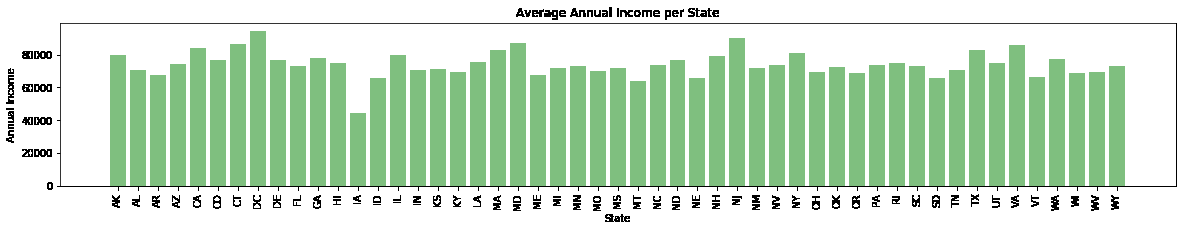 Average Annual Income per State
Annual Income
80000
60000
40000
20000
0
AK AL AR AZ CA CO CT DC DE FL GA HI IA ID IL IN KS KY LA MA MD ME MI MN MO MS MT NC ND NE NH NJ NM NV NY OH OK OR PA RI SC SD TN TX UT VA VT WA WI WV WY
State